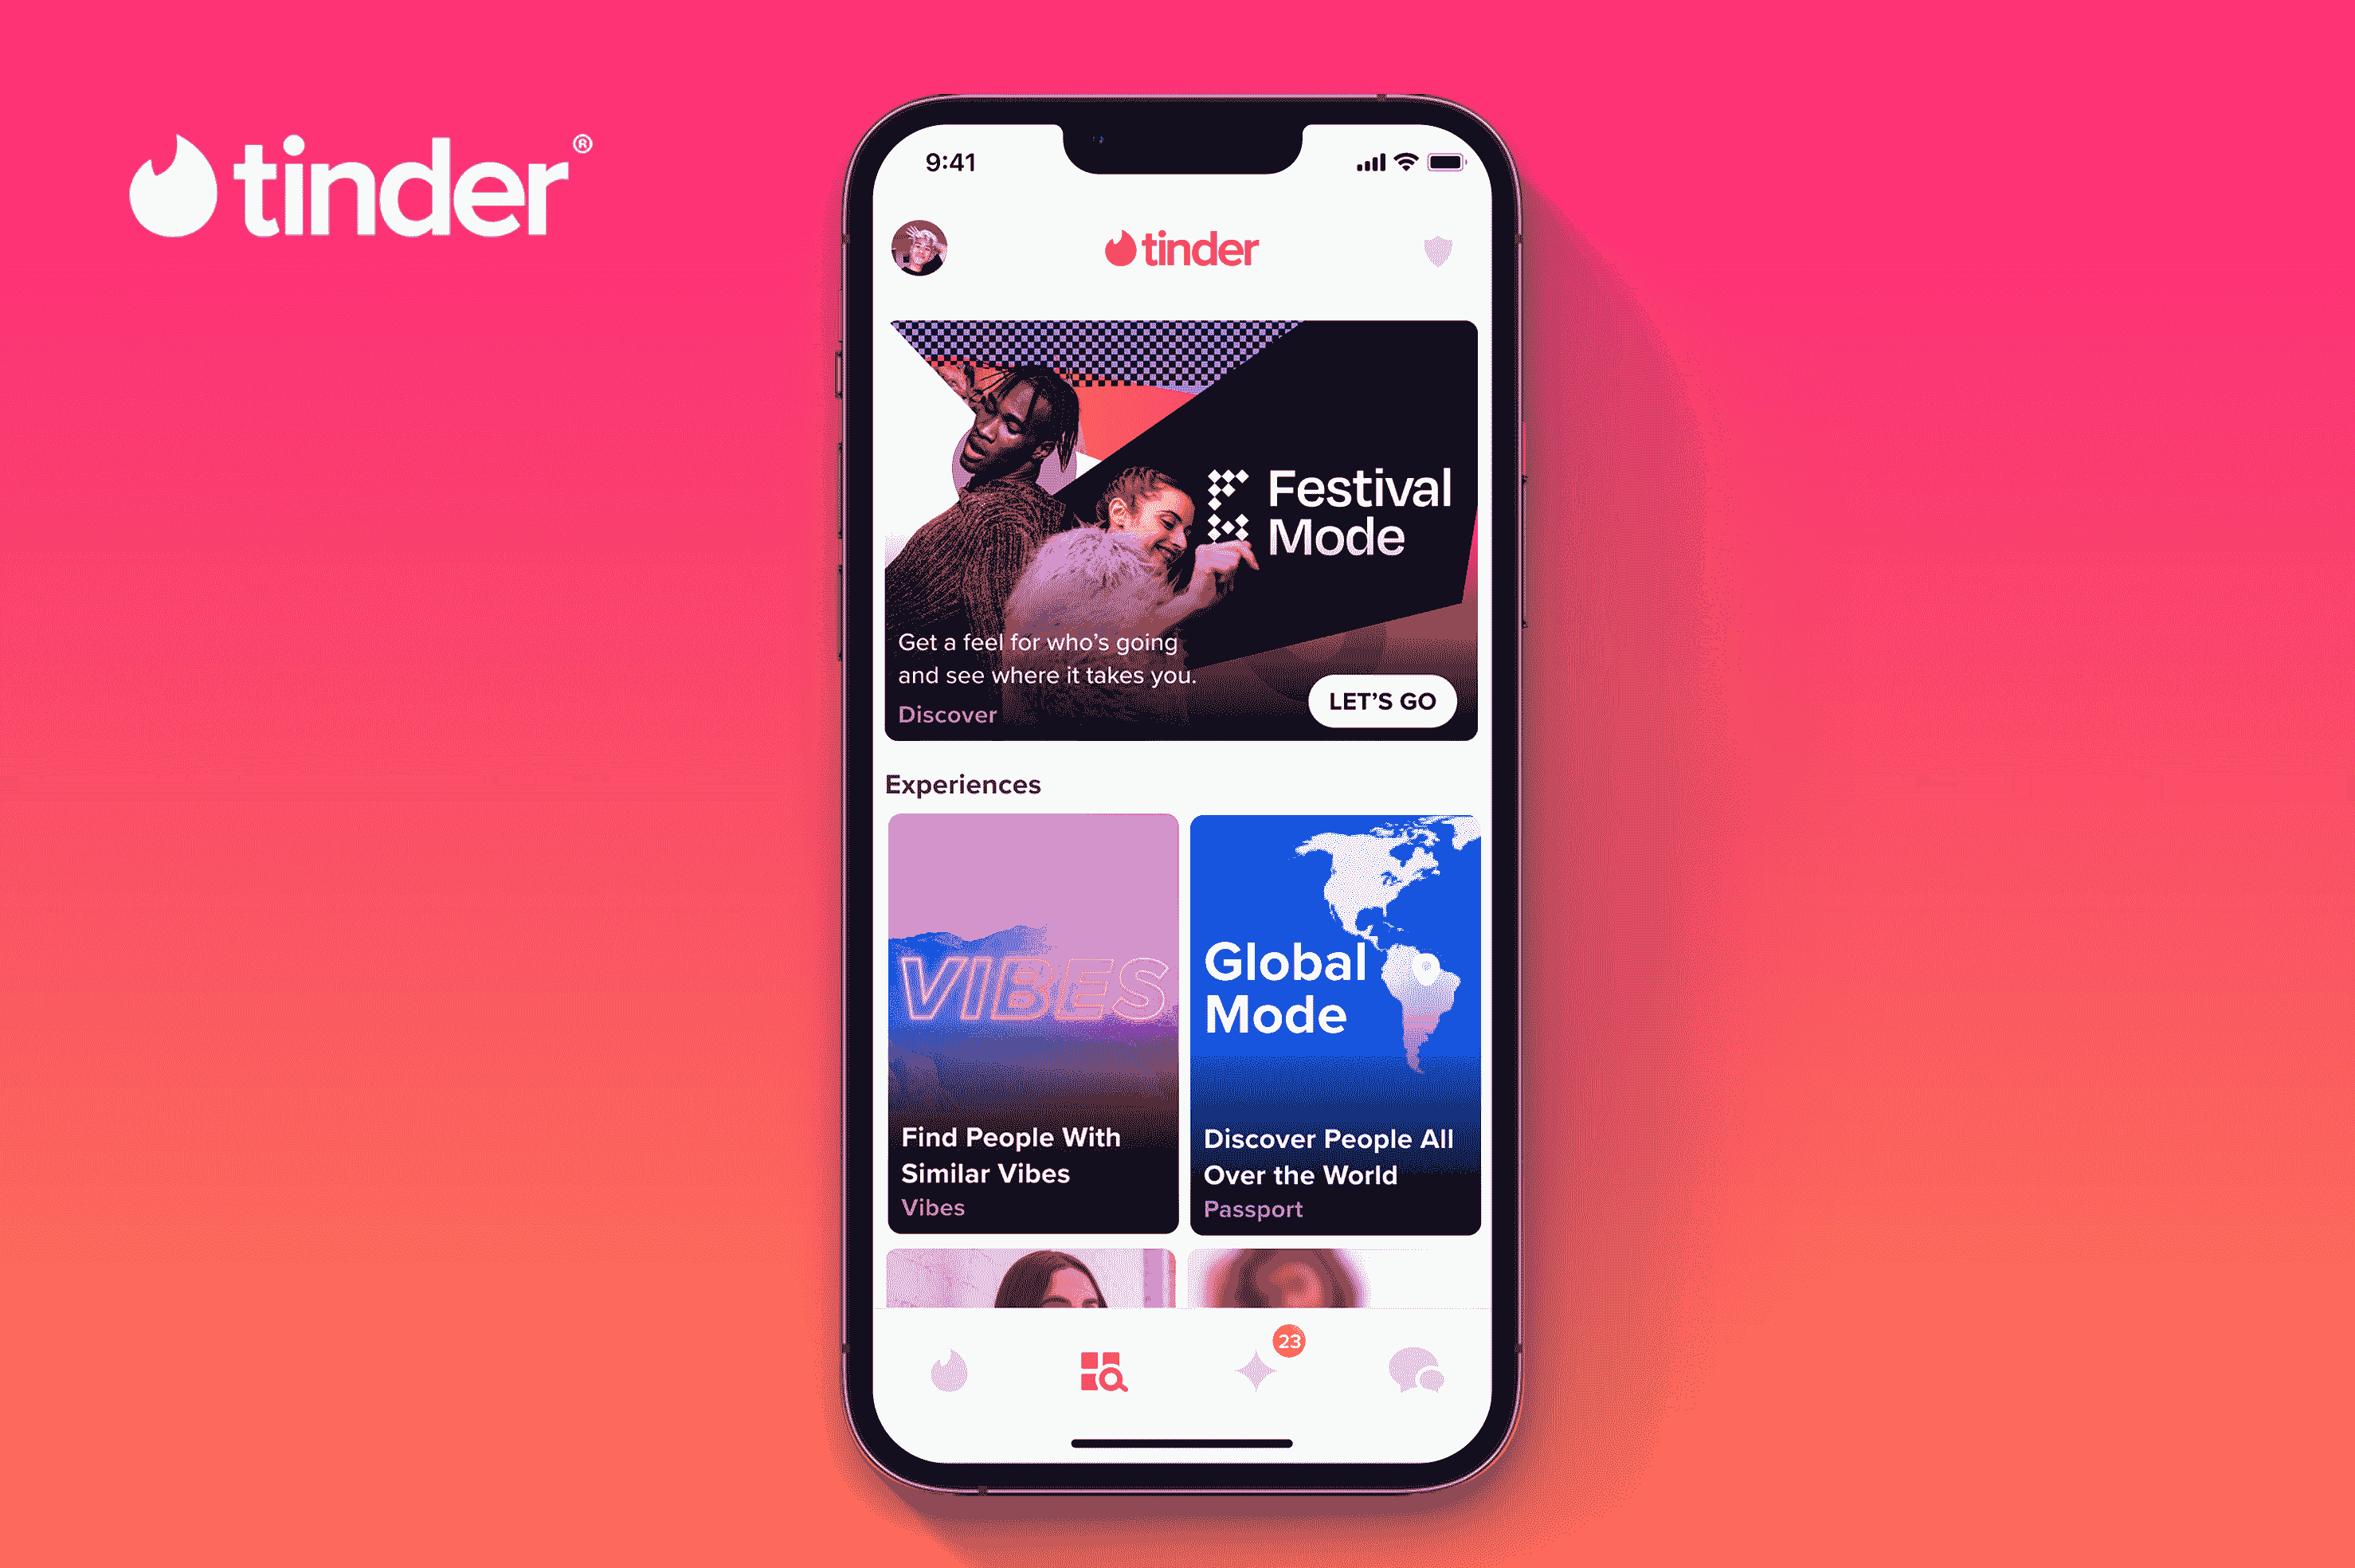 tinder®
9:41
tinder
Festival
Mode
Get a feel for who's going
and see where it takes you.
Discover
LET'S GO
Experiences
VIBES
Find People With
Similar Vibes
Vibes
Global
Mode
Discover People All
Over the World
Passport
23